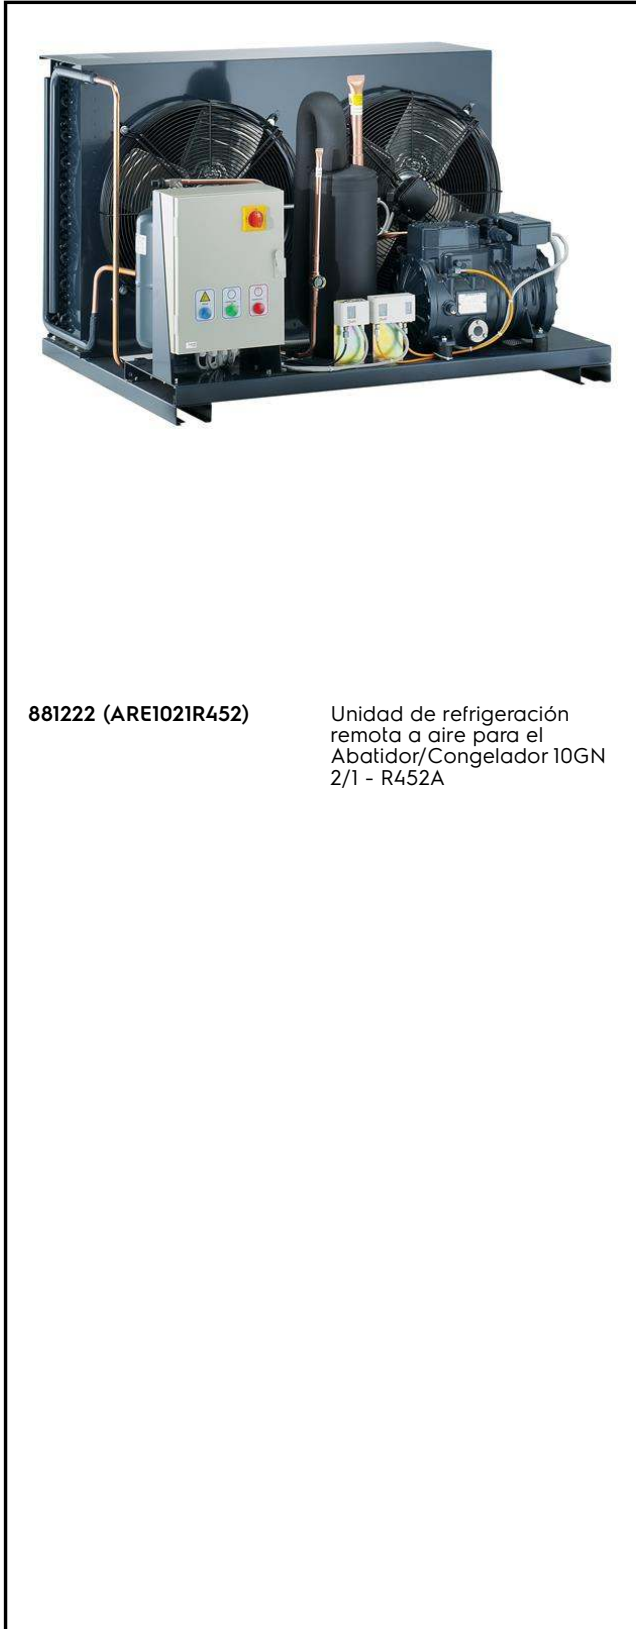 881222 (ARE1021R452)
Unidad de refrigeración
remota a aire para el
Abatidor/Congelador 10GN
2/1 - R452A